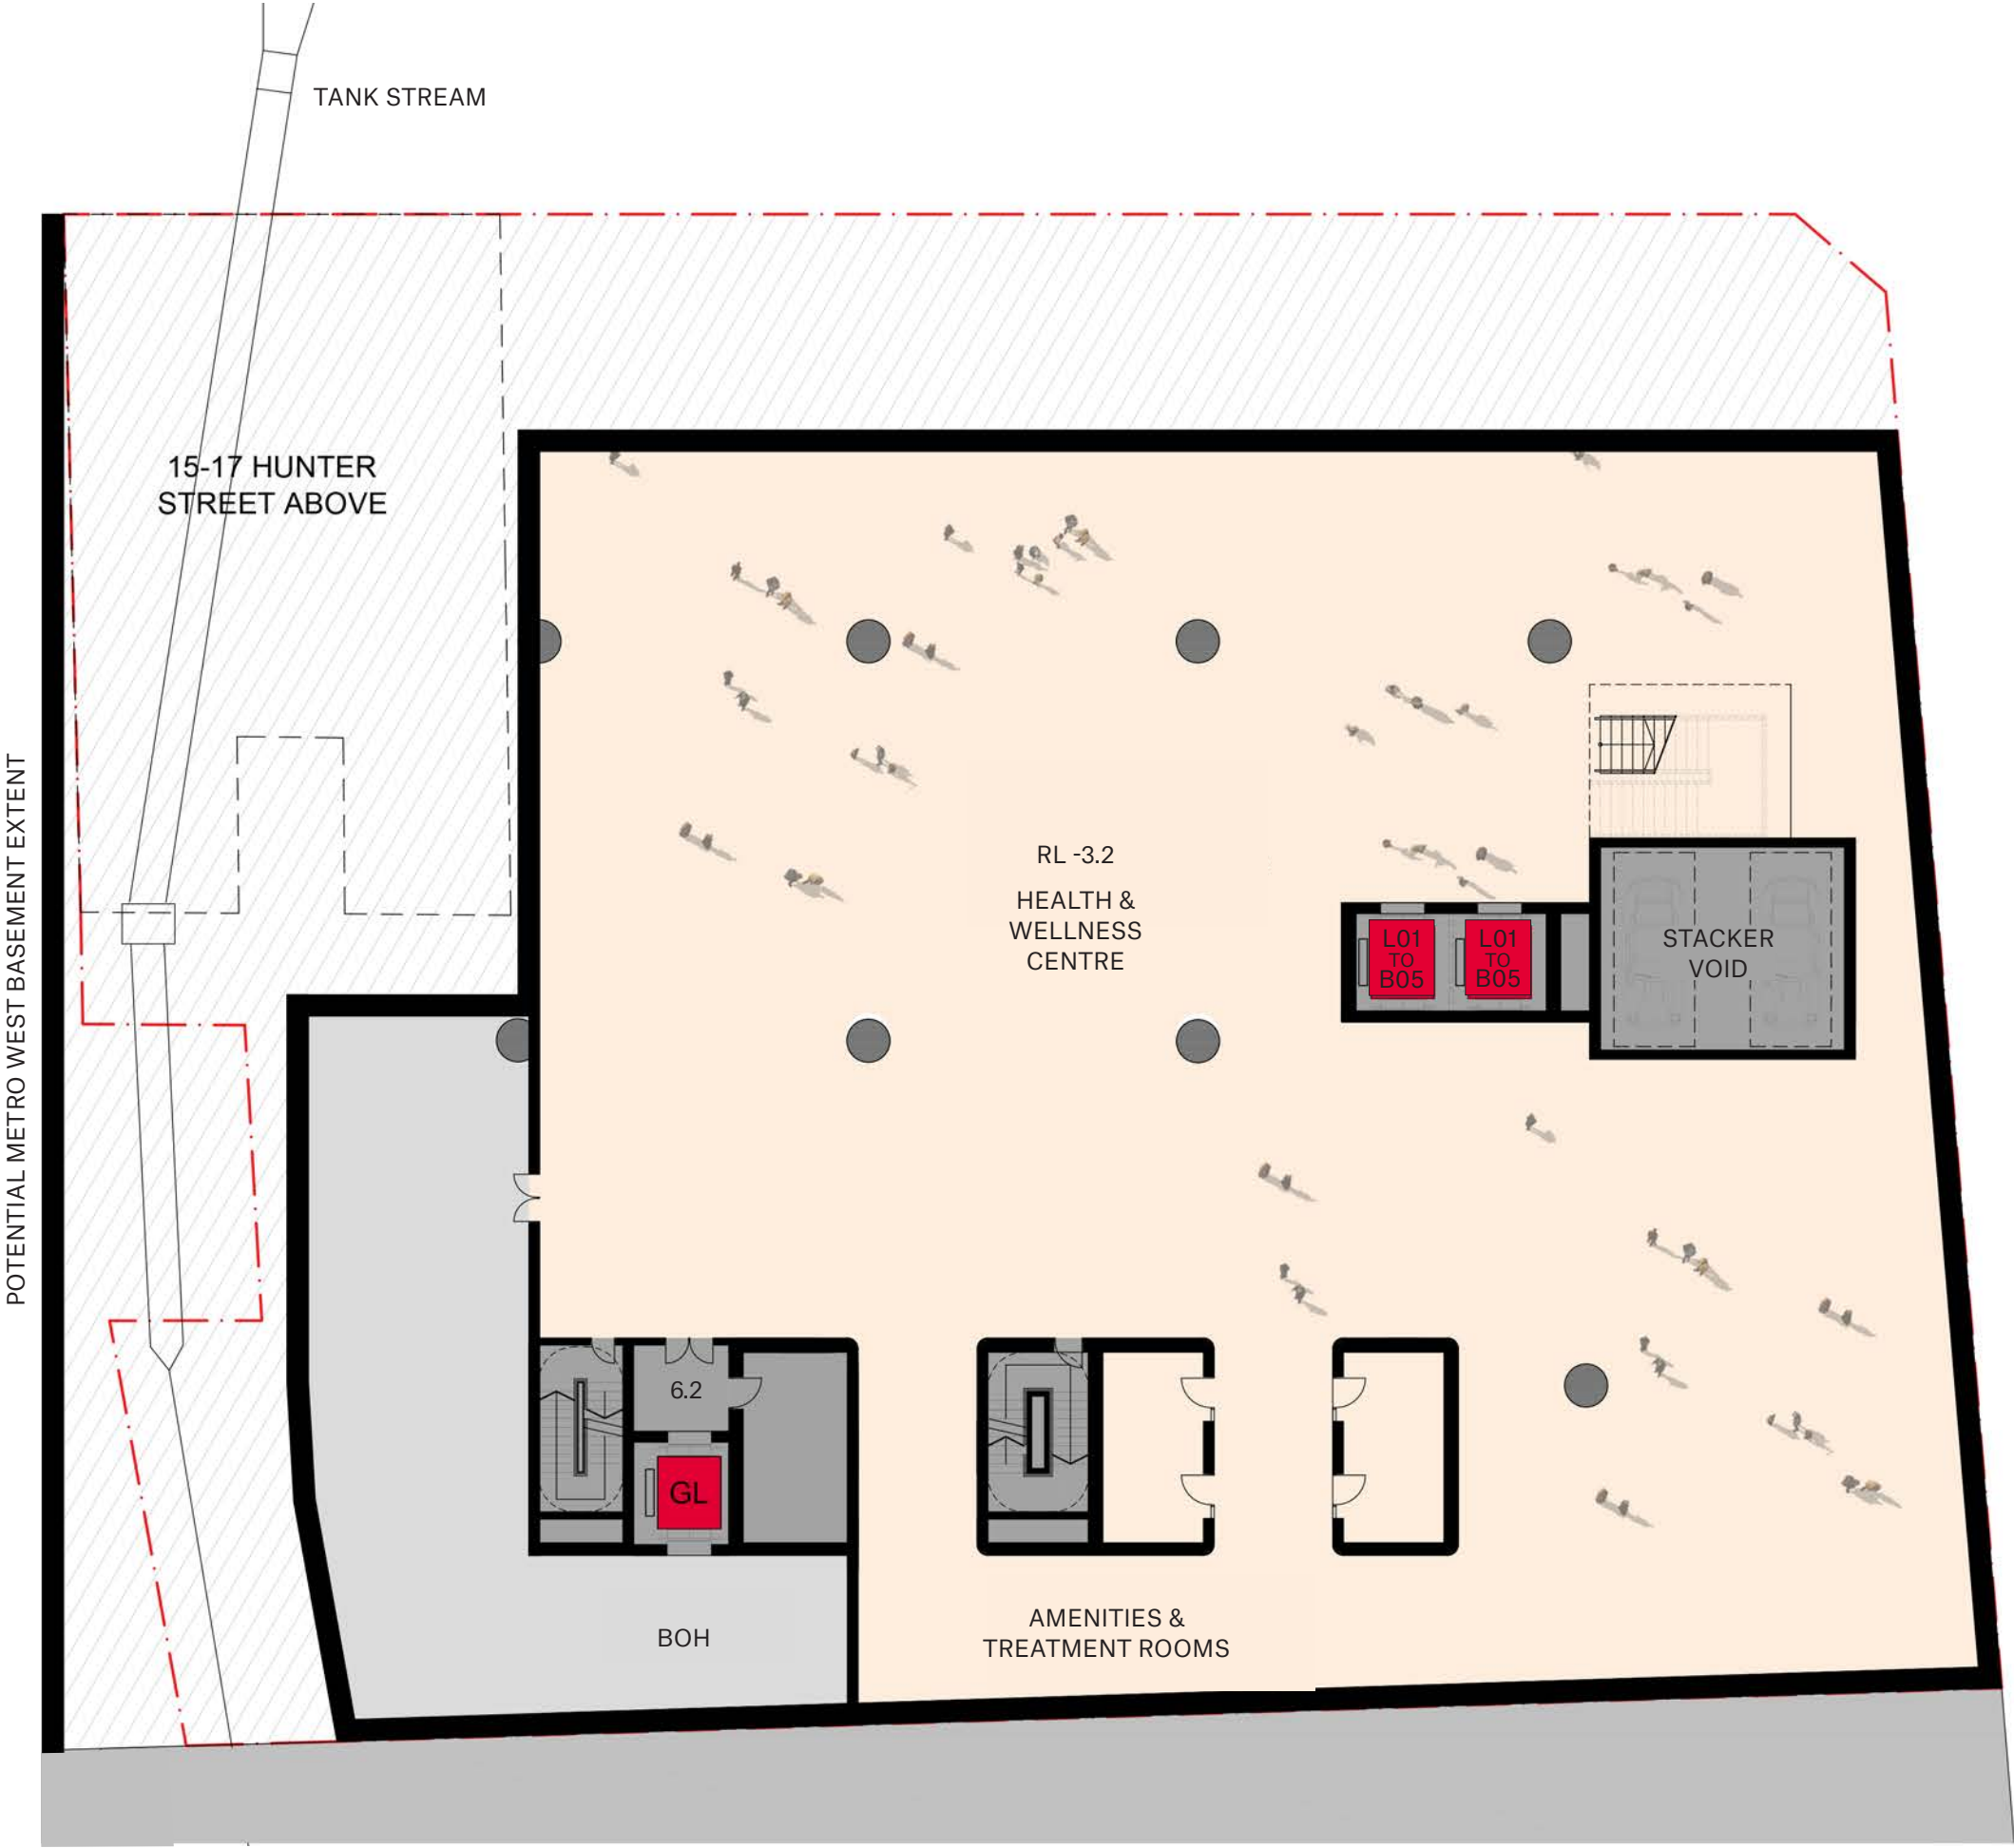 TANK STREAM
15-17 HUNTER
STREET ABOVE
POTENTIAL METRO WEST BASEMENT EXTENT
RL -3.2
HEALTH &
WELLNESS
CENTRE
L01
TO
B05
L01
TO
B05
STACKER
VOID
6.2
GL
BOH
AMENITIES &
TREATMENT ROOMS